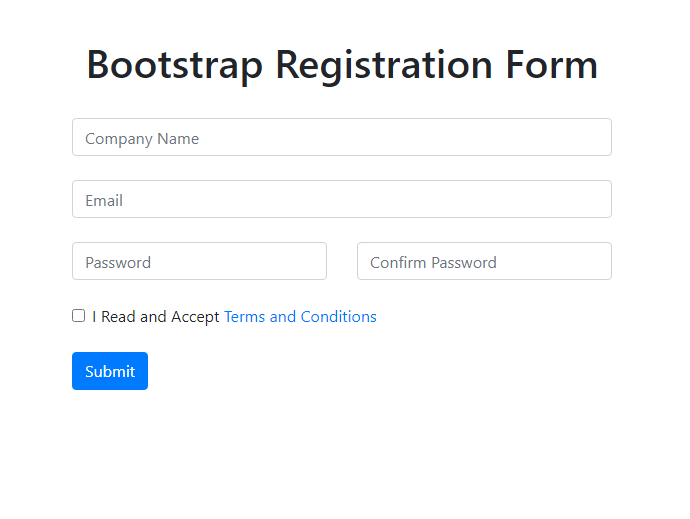 Bootstrap Registration Form
Company Name
Email
Password Confirm Password
I Read and Accept Terms and Conditions
Submit